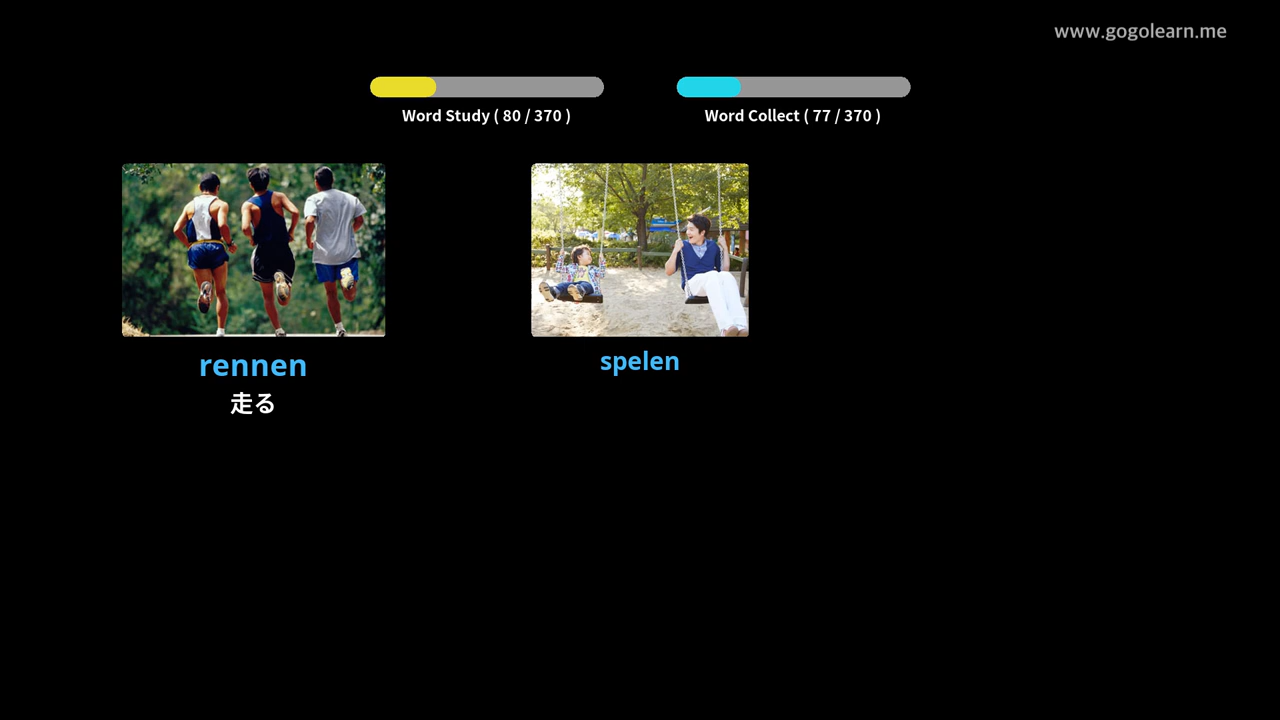 www.gogolearn.me
Word Study ( 80 / 370 )
Word Collect ( 77 / 370 )
rennen
走る
spelen